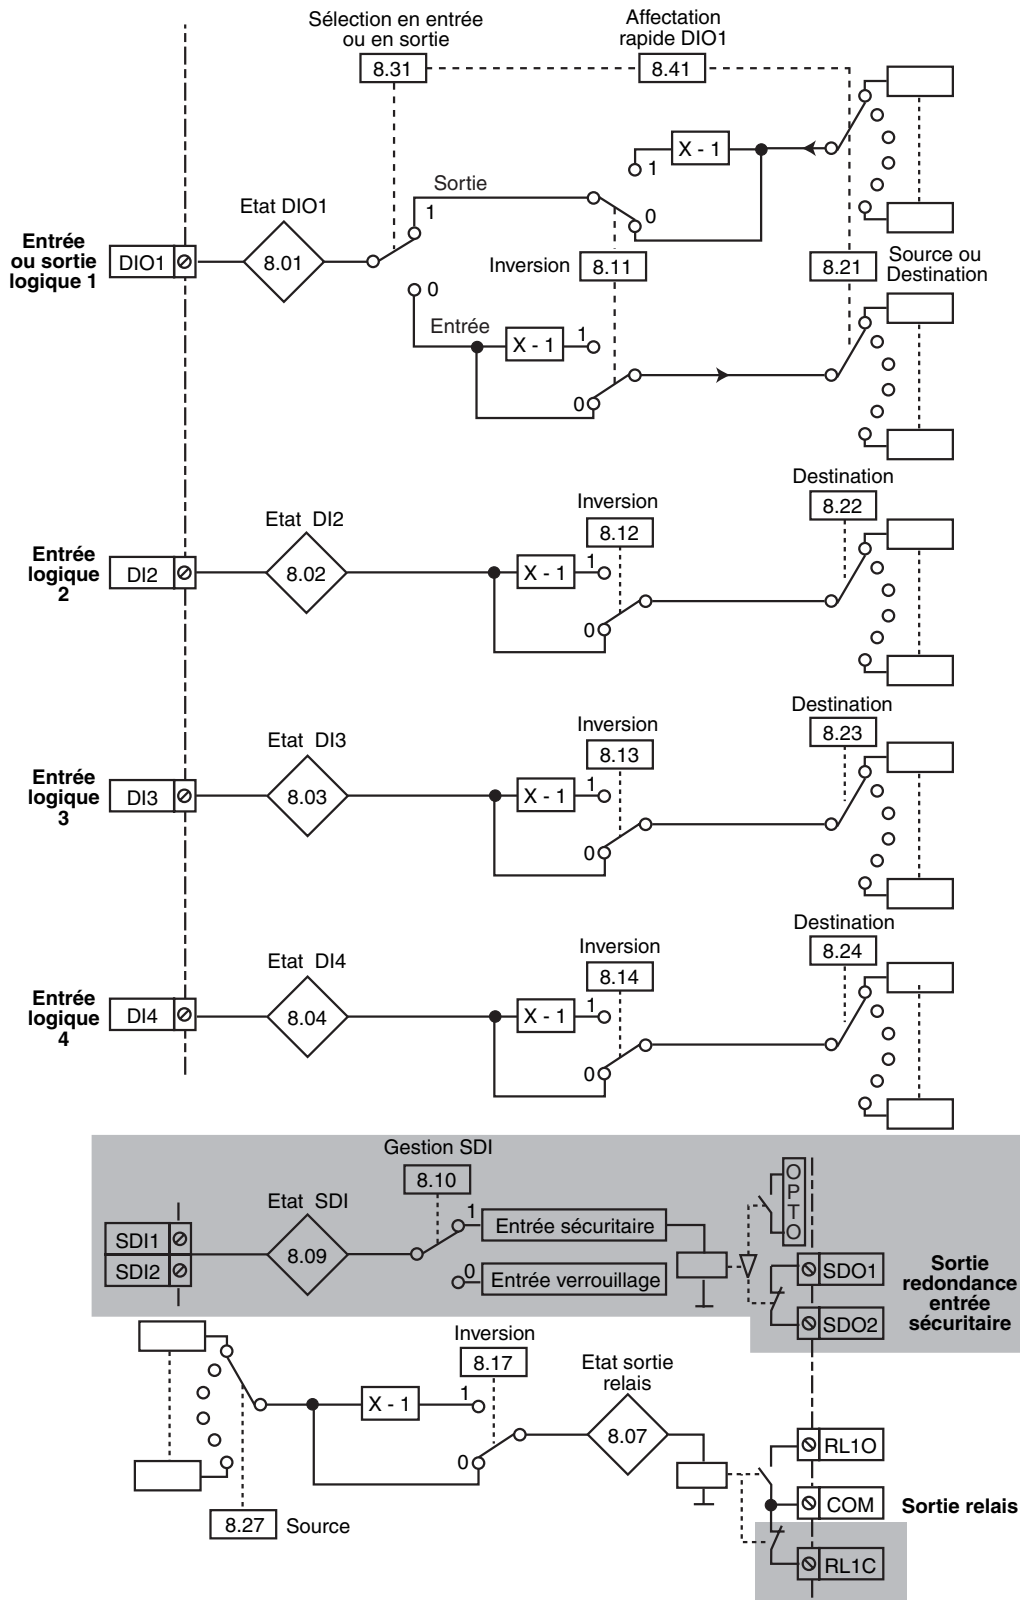 Sélection en entrée
ou en sortie
8.31
Affectation
rapide DIO1
8.41
X - 1
1
Sortie
0
1
Etat DIO1
Entrée
ou sortie
logique 1
DIO1
8.01
Inversion
8.11
8.21
Source ou
Destination
0
Entrée
X - 1
1
0
Destination
8.22
Inversion
8.12
Etat DI2
Entrée
logique
2
DI2
8.02
X - 1
1
0
Destination
8.23
Inversion
8.13
Etat DI3
Entrée
logique
3
DI3
8.03
X - 1
1
0
Destination
8.24
Inversion
8.14
Etat DI4
Entrée
logique
4
DI4
8.04
X - 1
1
0
Gestion SDI
8.10
Etat SDI
SDI1
SDI2
8.09
1
Entrée sécuritaire
0
Entrée verrouillage
OPTO
SDO1
SDO2
Sortie
redondance
entrée
sécuritaire
Inversion
8.17
Etat sortie
relais
X - 1
1
0
8.07
8.27
Source
RL1O
COM
Sortie relais
RL1C